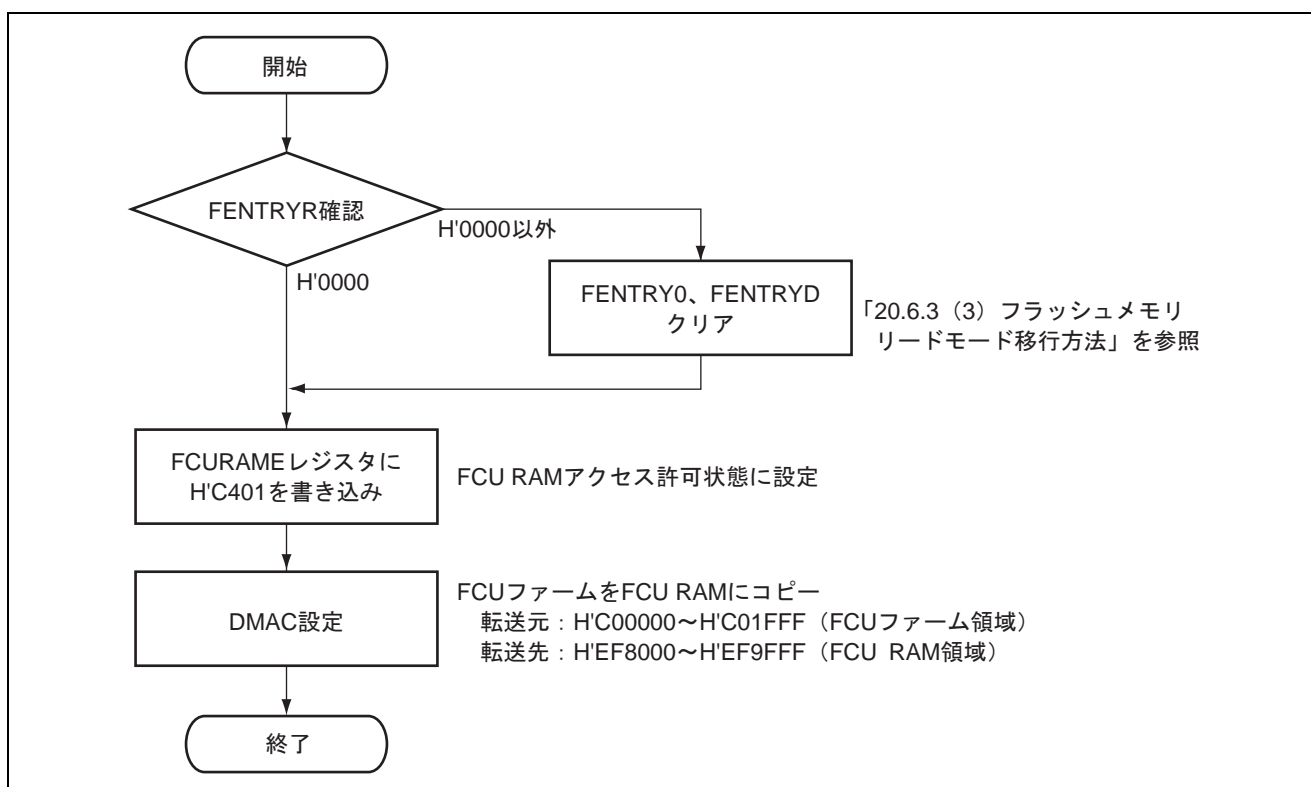 開始
FENTRYR確認
H'0000以外
H'0000
FENTRY0、FENTRYD
クリア
「20.6.3（3）フラッシュメモリ
リードモード移行方法」を参照
FCURAMEレジスタに
H'C401を書き込み
FCU RAMアクセス許可状態に設定
DMAC設定
FCUファームをFCU RAMにコピー
転送元：H'C00000～H'C01FFF（FCUファーム領域）
転送先：H'EF8000～H'EF9FFF（FCU RAM領域）
終了